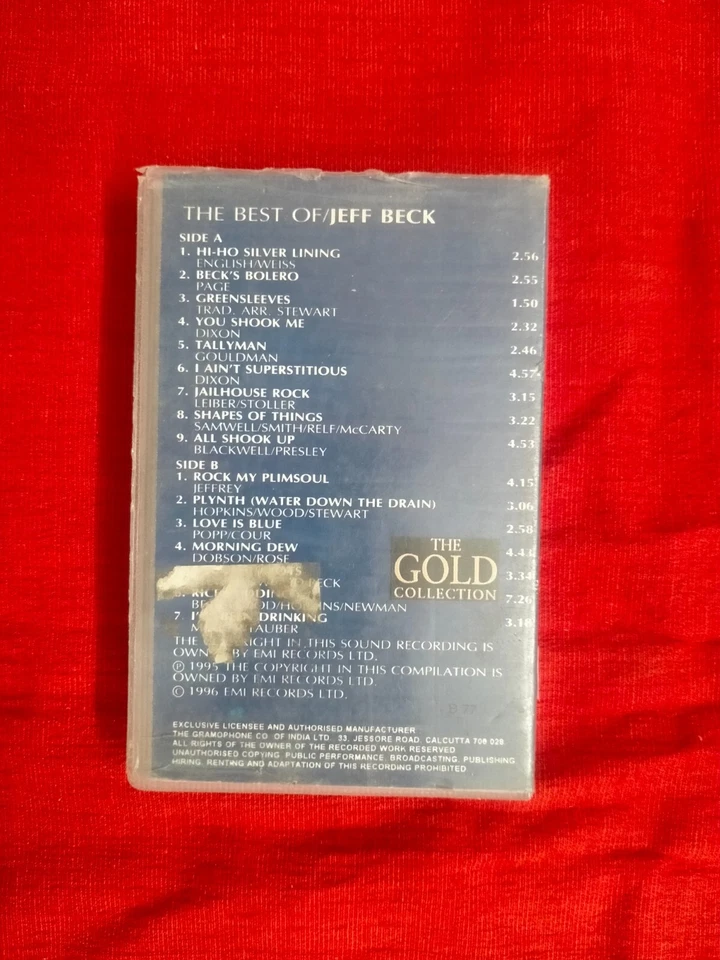 THE BEST OF/JEFF BECK
SIDE A
1. HI-HO SILVER LINING 2.56
ENGLISH/WEISS
2. BECK'S BOLERO 2.55
PAGE
3. GREENSLEEVES 1.50
TRAD. ARR. STEWART
4. YOU SHOOK ME 2.32
DIXON
5. TALLYMAN 2.46
GOULDMAN
6. I AIN'T SUPERSTITIOUS 4.57
DIXON
7. JAILHOUSE ROCK 3.15
LEIBER/STOLLER
8. SHAPES OF THINGS 3.22
SAMWELL/SMITH/RELF/McCARTY
9. ALL SHOOK UP 4.53
BLACKWELL/PRESLEY
SIDE B
1. ROCK MY PLIMSOUL 4.15
JEFFREY
2. PLYNTH (WATER DOWN THE DRAIN) 3.06
HOPKINS/WOOD/STEWART
3. LOVE IS BLUE 2.58
POPP/COUR
4. MORNING DEW
DOBSON/ROSE
3.34
BECK
7.26
NEWMAN
7. DRINKING 3.18
THE GOLD COLLECTION
THE IN THIS SOUND RECORDING IS
OWNED BY EMI RECORDS LTD.
℗ 1995 THE COPYRIGHT IN THIS COMPILATION IS
OWNED BY EMI RECORDS LTD.
© 1996 EMI RECORDS LTD.
EXCLUSIVE LICENSEE AND AUTHORISED MANUFACTURER
THE GRAMOPHONE CO. OF INDIA LTD. 33, JESSORE ROAD, CALCUTTA 700 028
ALL RIGHTS OF THE OWNER OF THE RECORDED WORK RESERVED
UNAUTHORISED COPYING, PUBLIC PERFORMANCE, BROADCASTING, PUBLISHING
HIRING, RENTING AND ADAPTATION OF THIS RECORDING PROHIBITED